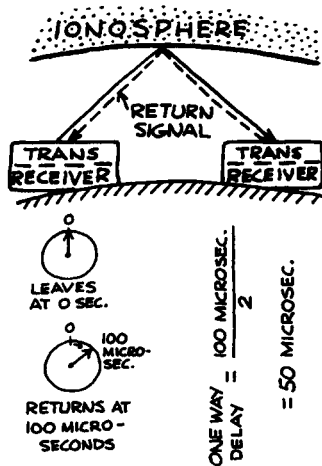 IONOSPHERE
RETURN
SIGNAL
TRANS
RECEIVER
TRANS
RECEIVER
0
LEAVES
AT 0 SEC.
0
100
MICRO-
SEC.
RETURNS AT
100 MICRO-
SECONDS
ONE WAY
DELAY = 100 MICROSEC.
2
= 50 MICROSEC.